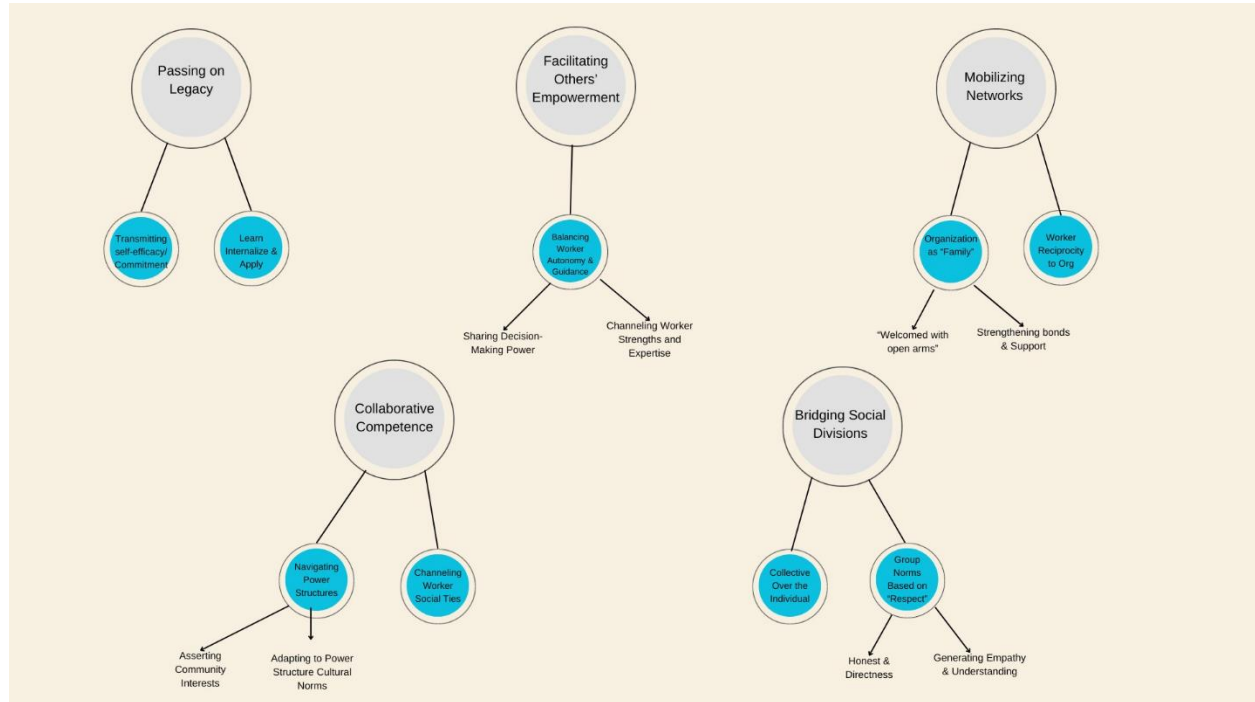 Passing on
Legacy
Transmitting
self-efficacy/
Commitment
Learn
Internalize &
Apply
Facilitating
Others'
Empowerment
Balancing
Worker
Autonomy &
Guidance
Sharing Decision-
Making Power
Channeling Worker
Strengths and
Expertise
Mobilizing
Networks
Organization
as "Family"
Worker
Reciprocity
to Org
"Welcomed with
open arms"
Strengthening bonds
& Support
Collaborative
Competence
Navigating
Power
Structures
Channeling
Worker
Social Ties
Asserting
Community
Interests
Adapting to Power
Structure Cultural
Norms
Bridging Social
Divisions
Collective
Over the
Individual
Group
Norms
Based on
"Respect"
Honest &
Directness
Generating Empathy
& Understanding